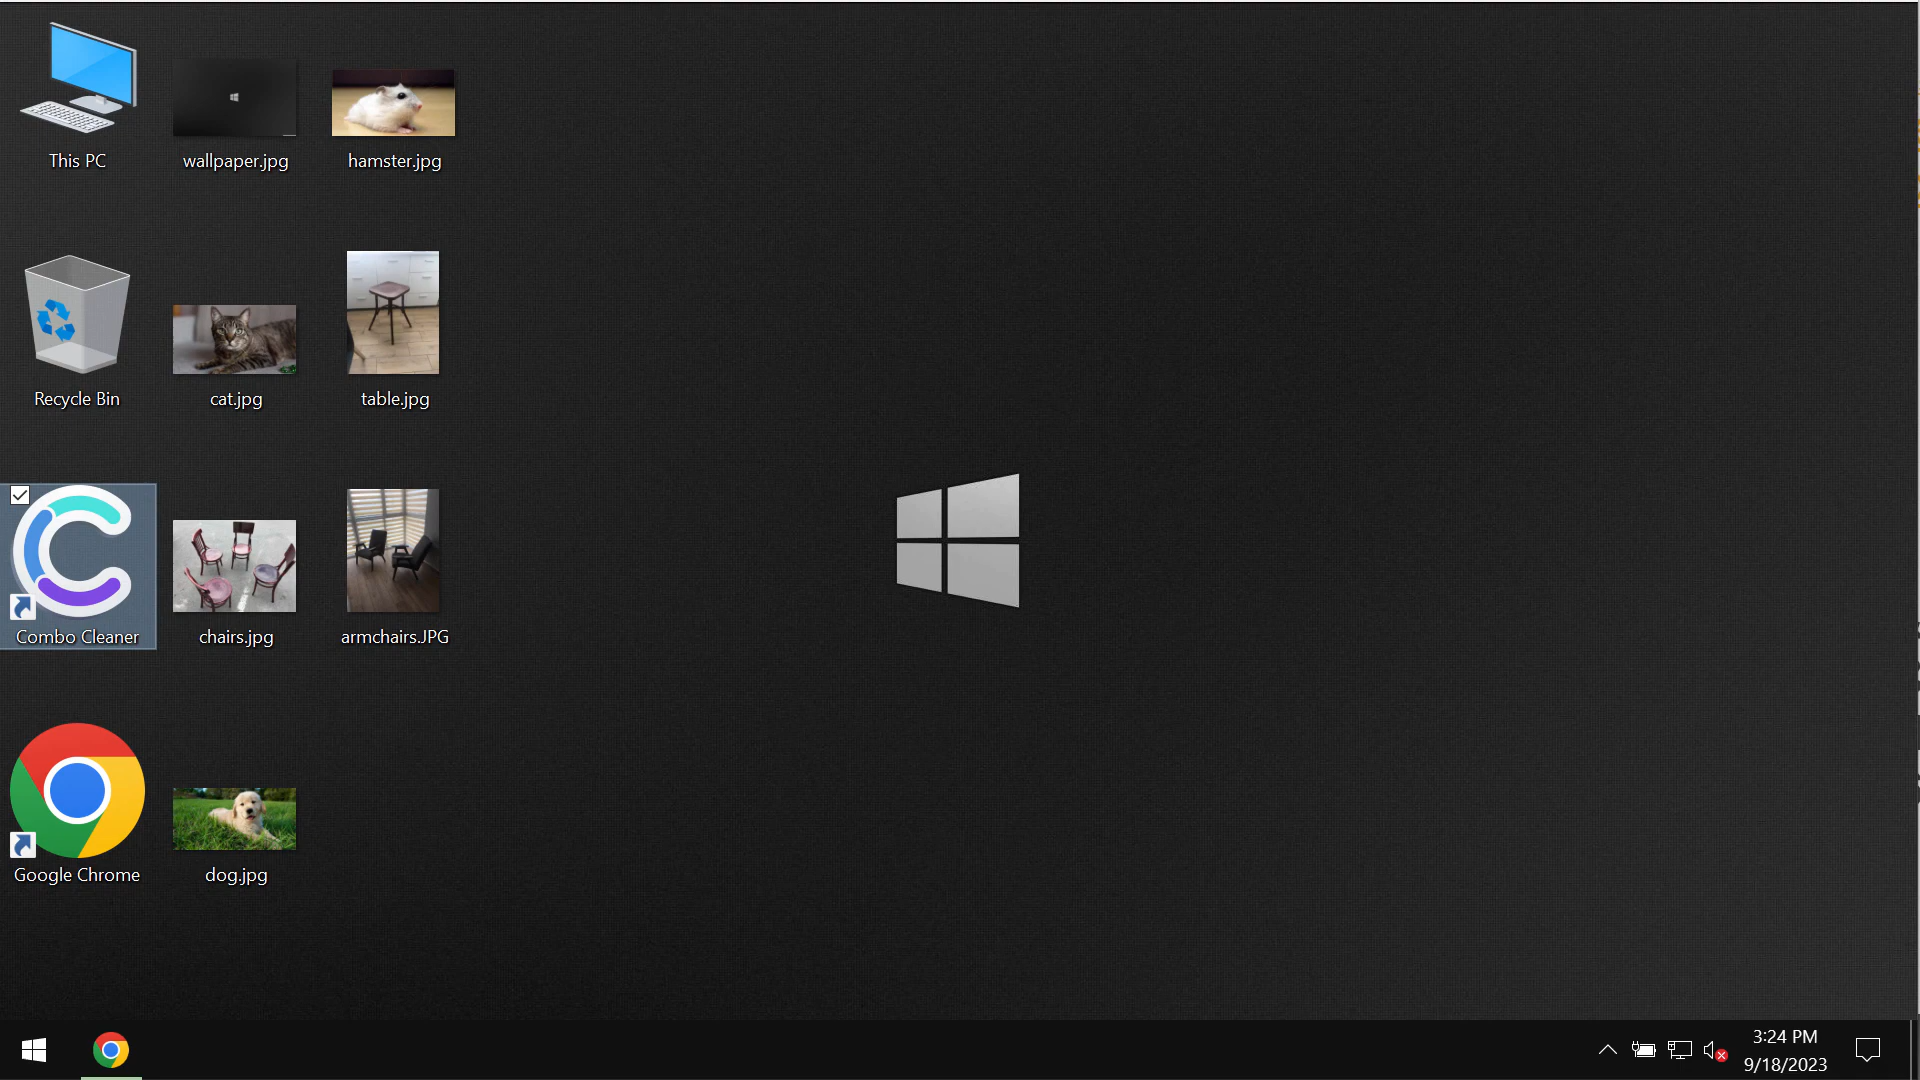 This PC
wallpaper.jpg
hamster.jpg
Recycle Bin
cat.jpg
table.jpg
Combo Cleaner
chairs.jpg
armchairs.JPG
Google Chrome
dog.jpg
3:24 PM
9/18/2023